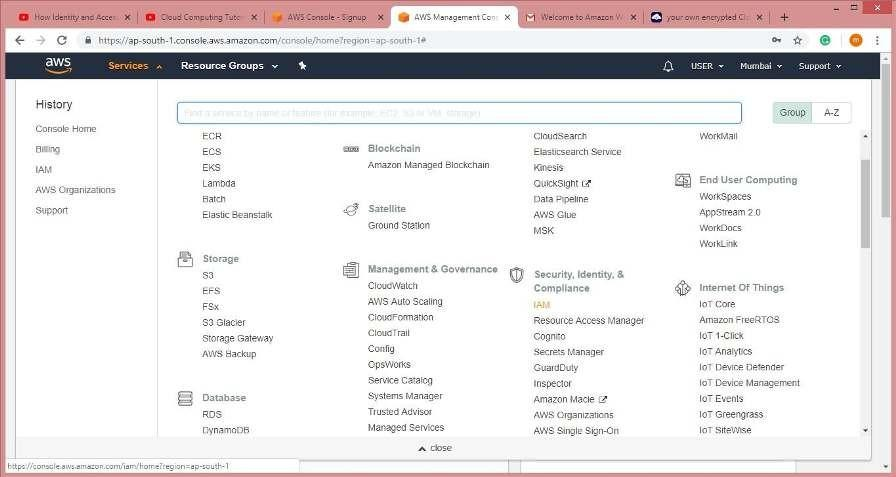 How Identity and Acces
Cloud Computing Tutor
AWS Console - Signup
AWS Management Con
Welcome to Amazon W
your own encrypted Clo
https://ap-south-1.console.aws.amazon.com/console/home?region=ap-south-1#
m
aws
Services
Resource Groups
USER
Mumbai
Support
History
Console Home
Billing
IAM
AWS Organizations
Support
Find a service by name or feature (for example, EC2, S3 or VM, storage).
Group
A-Z
ECR
ECS
EKS
Lambda
Batch
Elastic Beanstalk
Storage
S3
EFS
FSx
S3 Glacier
Storage Gateway
AWS Backup
Database
RDS
DynamoDB
Blockchain
Amazon Managed Blockchain
Satellite
Ground Station
Management & Governance
CloudWatch
AWS Auto Scaling
CloudFormation
CloudTrail
Config
OpsWorks
Service Catalog
Systems Manager
Trusted Advisor
Managed Services
CloudSearch
Elasticsearch Service
Kinesis
QuickSight
Data Pipeline
AWS Glue
MSK
Security, Identity, &
Compliance
IAM
Resource Access Manager
Cognito
Secrets Manager
GuardDuty
Inspector
Amazon Macie
AWS Organizations
AWS Single Sign-On
WorkMail
End User Computing
WorkSpaces
AppStream 2.0
WorkDocs
WorkLink
Internet Of Things
IoT Core
Amazon FreeRTOS
IoT 1-Click
IoT Analytics
IoT Device Defender
IoT Device Management
IoT Events
IoT Greengrass
IoT SiteWise
close
https://console.aws.amazon.com/iam/home?region=ap-south-1